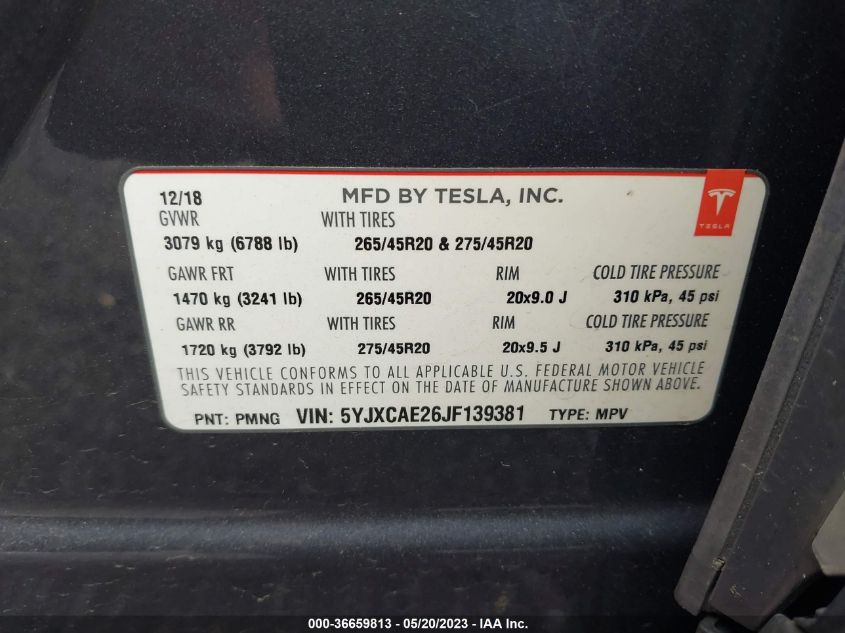 12/18 MFD BY TESLA, INC.
TESLA
GVWR WITH TIRES
3079 kg (6788 lb) 265/45R20 & 275/45R20
GAWR FRT WITH TIRES RIM COLD TIRE PRESSURE
1470 kg (3241 lb) 265/45R20 20x9.0 J 310 kPa, 45 psi
GAWR RR WITH TIRES RIM COLD TIRE PRESSURE
1720 kg (3792 lb) 275/45R20 20x9.5 J 310 kPa, 45 psi
THIS VEHICLE CONFORMS TO ALL APPLICABLE U.S. FEDERAL MOTOR VEHICLE
SAFETY STANDARDS IN EFFECT ON THE DATE OF MANUFACTURE SHOWN ABOVE.
PNT: PMNG VIN: 5YJXCAE26JF139381 TYPE: MPV
000-36659813 - 05/20/2023 - IAA Inc.